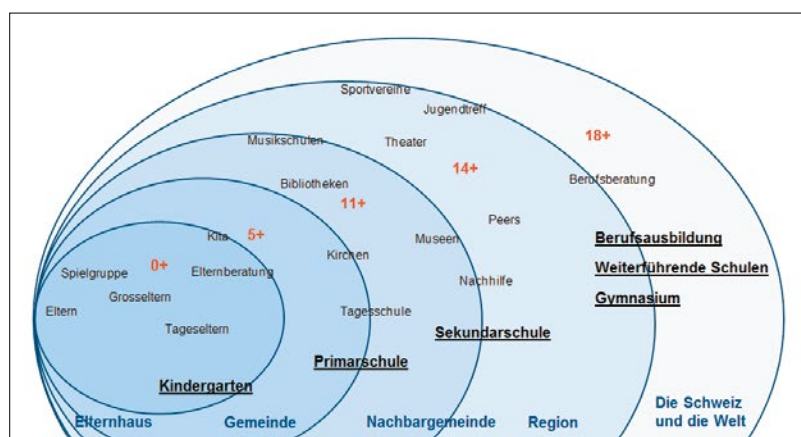 Sportvereine
Jugendtreff
18+
Musikschulen
Theater
14+
Berufsberatung
Bibliotheken
11+
Peers
Kita
5+
Museen
Berufsausbildung
Kirchen
0+
Spielgruppe
Elternberatung
Weiterführende Schulen
Nachhilfe
Grosseltern
Gymnasium
Eltern
Tagesschule
Tageseltern
Sekundarschule
Primarschule
Kindergarten
Elternhaus
Gemeinde
Nachbargemeinde
Region
Die Schweiz
und die Welt